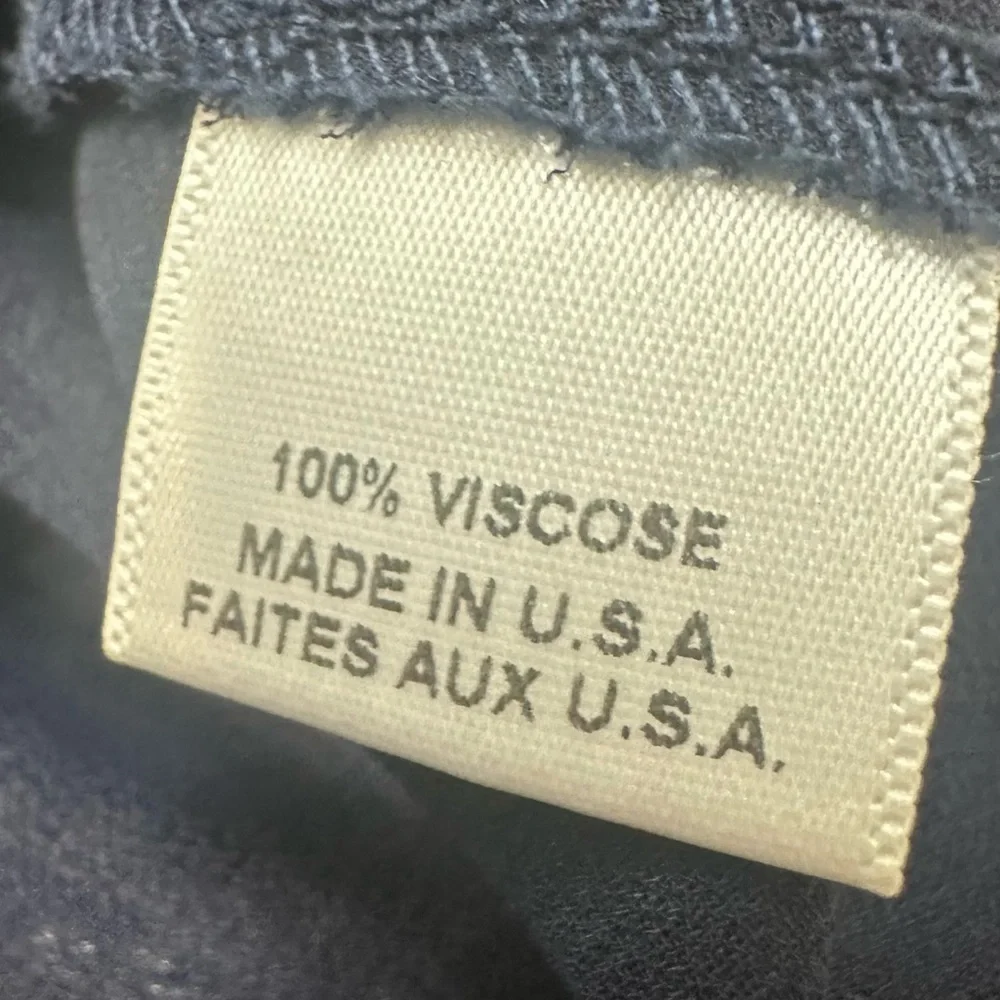 100% VISCOSE
MADE IN U.S.A.
FAITES AUX U.S.A.